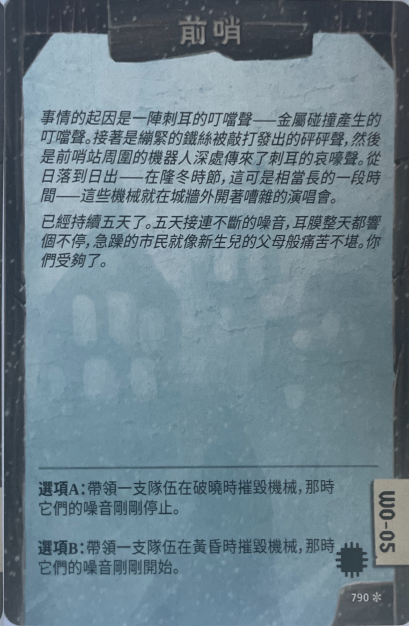 前哨
事情的起因是一陣刺耳的叮噹聲——金屬碰撞產生的
叮噹聲。接著是繃緊的鐵絲被敲打發出的砰砰聲,然後
是前哨站周圍的機器人深處傳來了刺耳的哀嚎聲。從
日落到日出——在隆冬時節,這可是相當長的一段時
間——這些機械就在城牆外開著嘈雜的演唱會。
已經持續五天了。五天接連不斷的噪音,耳膜整天都響
個不停,急躁的市民就像新生兒的父母般痛苦不堪。你
們受夠了。
選項A:帶領一支隊伍在破曉時摧毀機械,那時
它們的噪音剛剛停止。
選項B:帶領一支隊伍在黃昏時摧毀機械,那時
它們的噪音剛剛開始。
WO-05
790